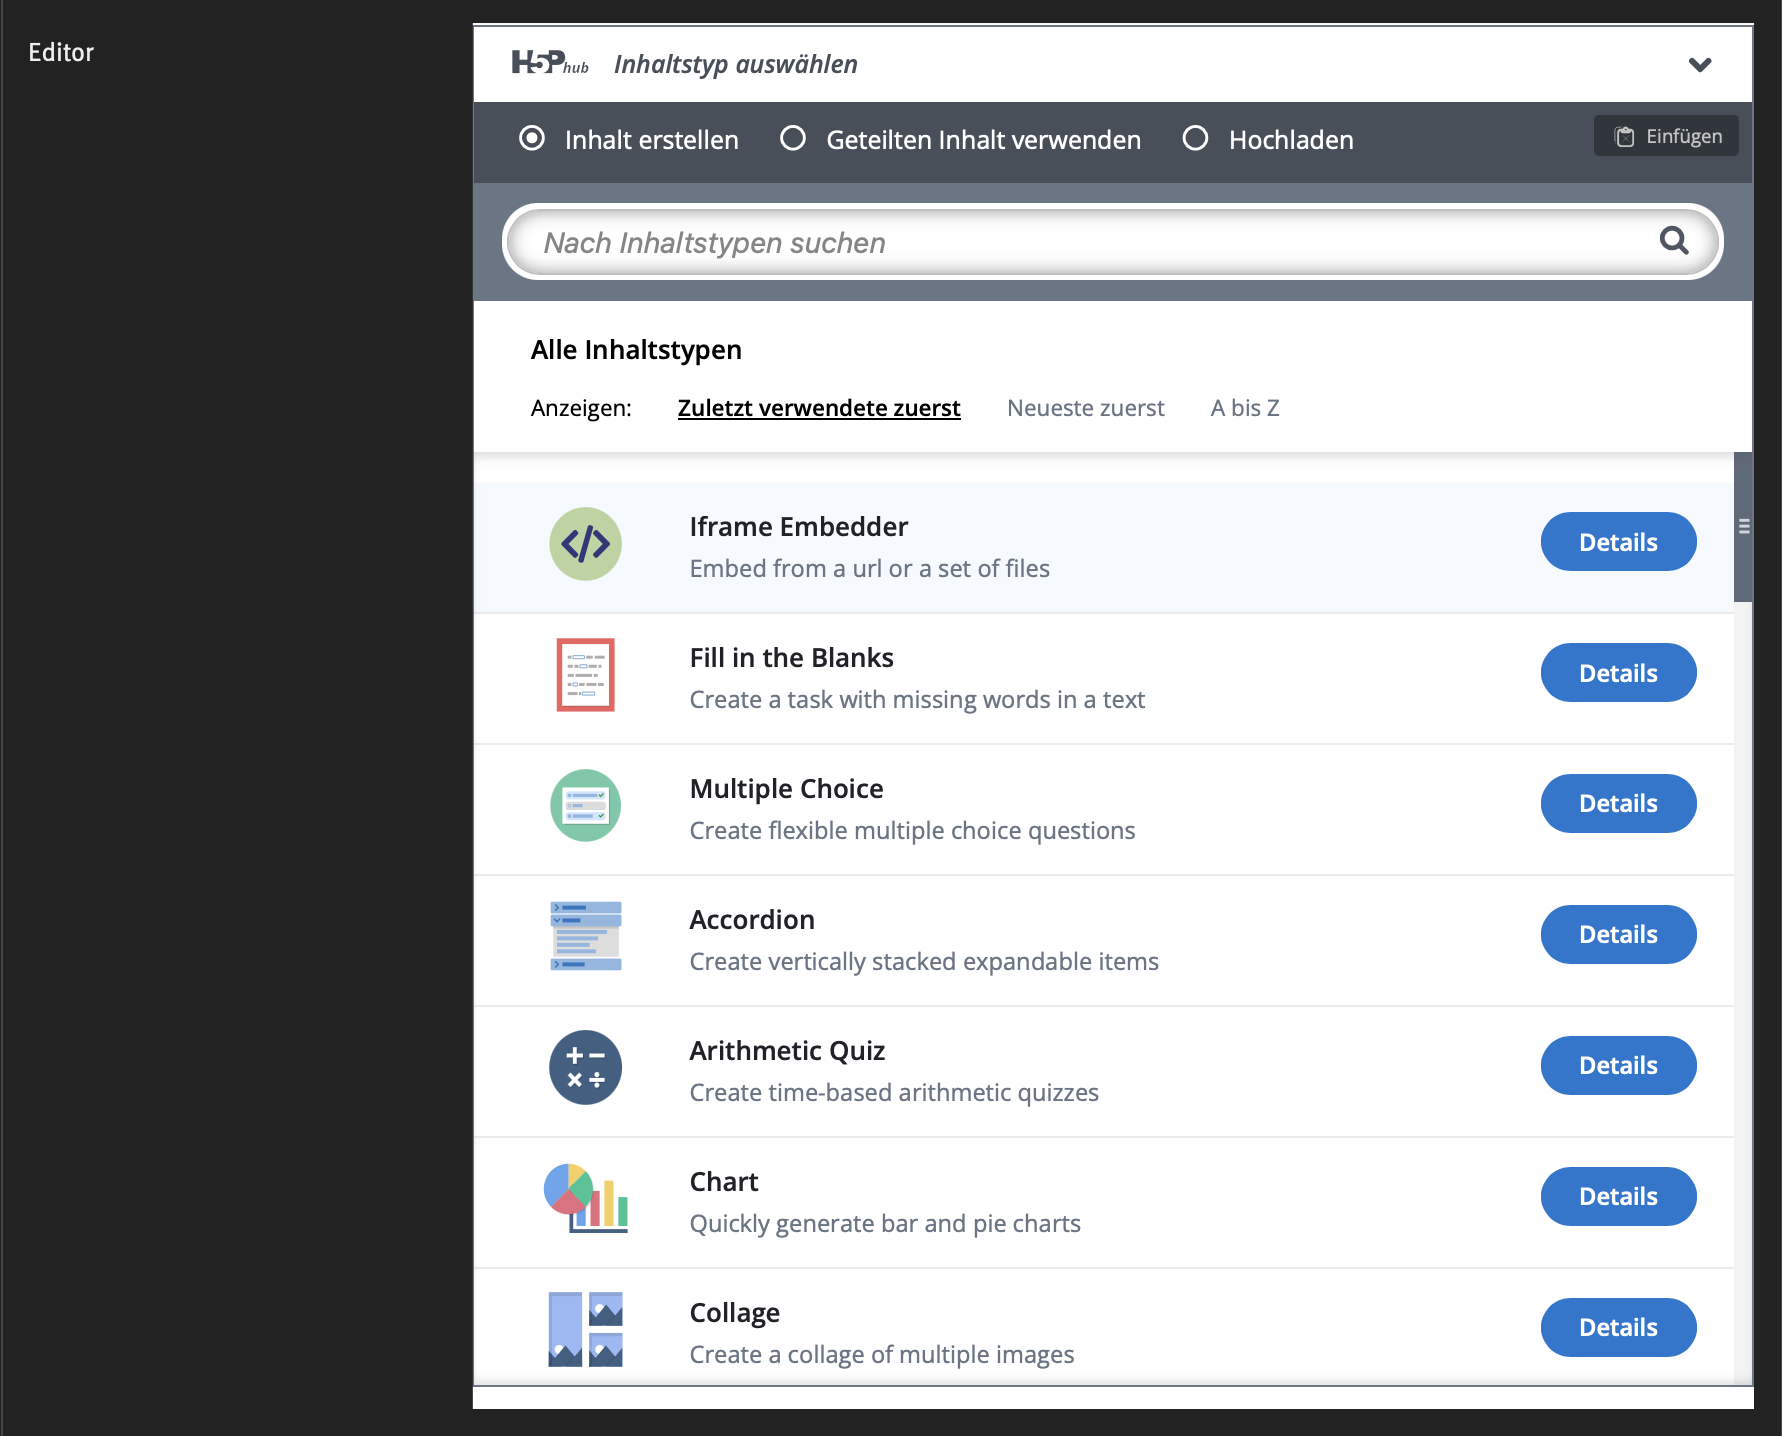 Editor
H5P hub Inhaltstyp auswählen
Inhalt erstellen Geteilten Inhalt verwenden Hochladen Einfügen
Nach Inhaltstypen suchen
Alle Inhaltstypen
Anzeigen: Zuletzt verwendete zuerst Neueste zuerst A bis Z
Iframe Embedder
Embed from a url or a set of files
Details
Fill in the Blanks
Create a task with missing words in a text
Details
Multiple Choice
Create flexible multiple choice questions
Details
Accordion
Create vertically stacked expandable items
Details
Arithmetic Quiz
Create time-based arithmetic quizzes
Details
Chart
Quickly generate bar and pie charts
Details
Collage
Create a collage of multiple images
Details